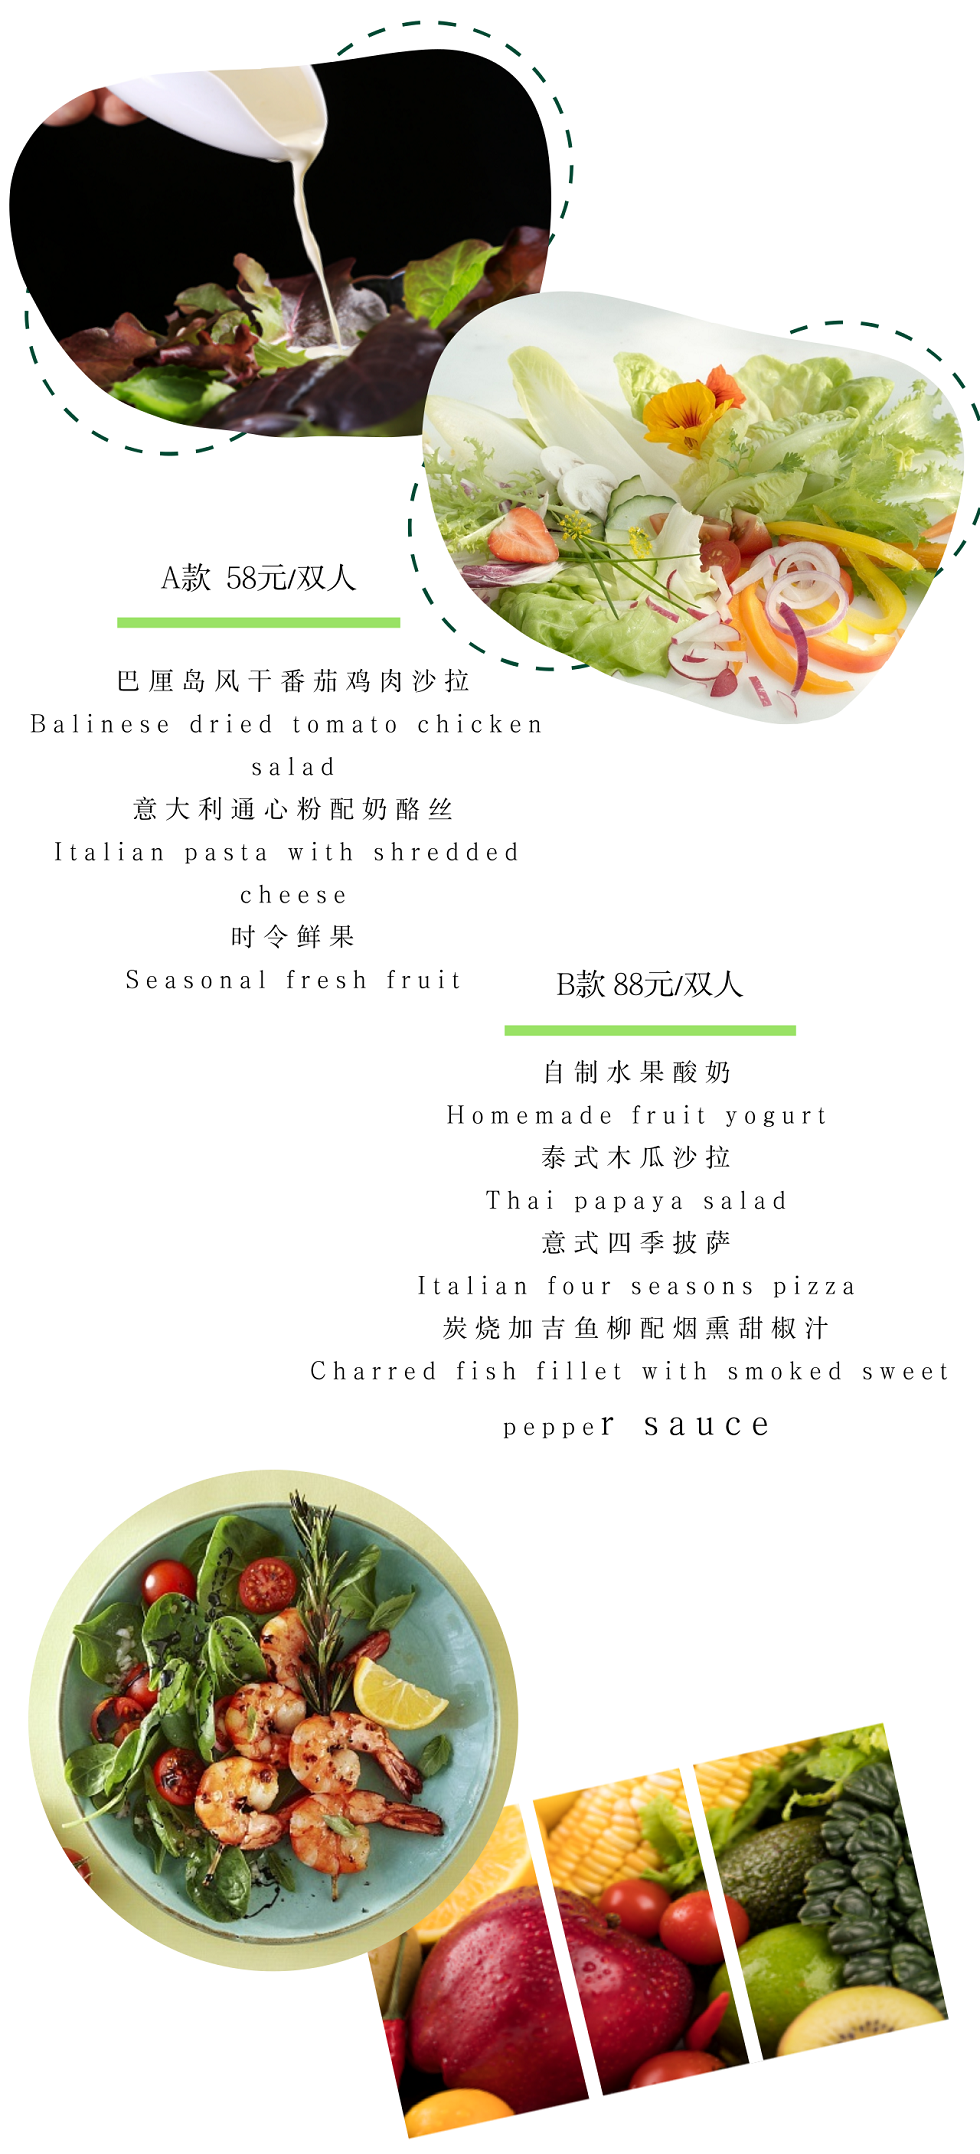 A款 58元/双人
巴厘岛风干番茄鸡肉沙拉
Balinese dried tomato chicken
salad
意大利通心粉配奶酪丝
Italian pasta with shredded
cheese
时令鲜果
Seasonal fresh fruit
B款 88元/双人
自制水果酸奶
Homemade fruit yogurt
泰式木瓜沙拉
Thai papaya salad
意式四季披萨
Italian four seasons pizza
炭烧加吉鱼柳配烟熏甜椒汁
Charred fish fillet with smoked sweet
pepper sauce